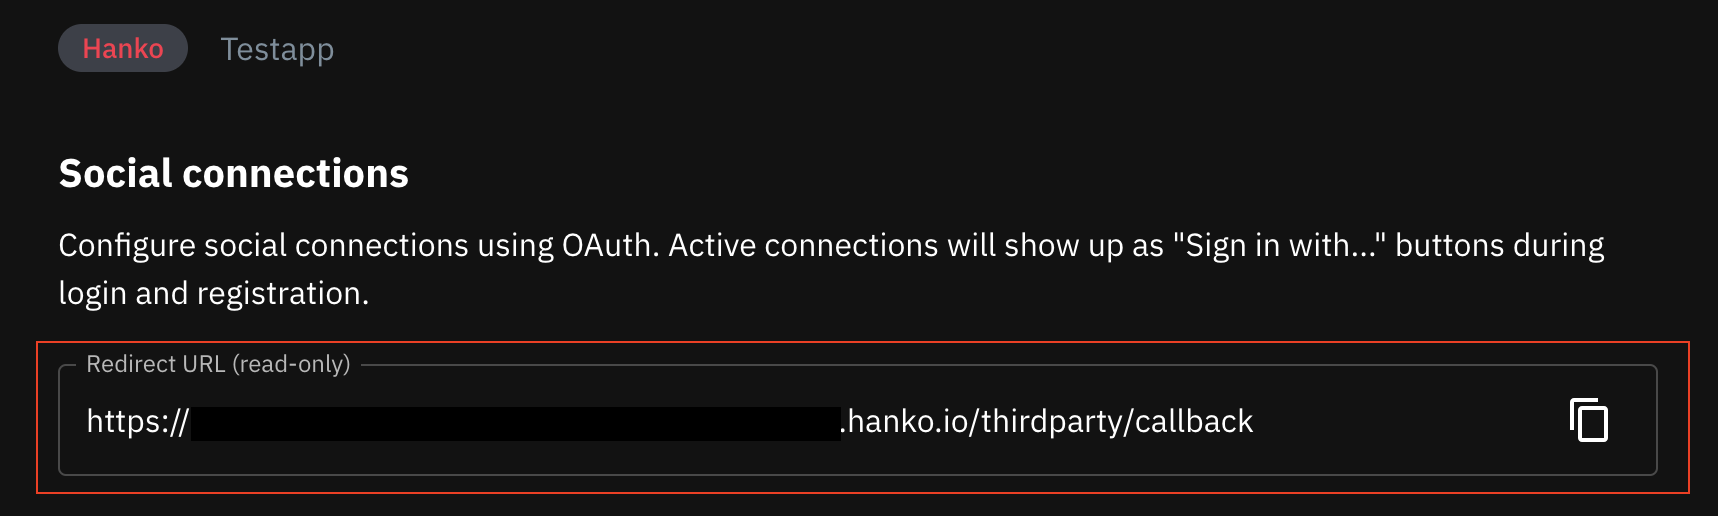 Hanko Testapp
Social connections
Configure social connections using OAuth. Active connections will show up as "Sign in with..." buttons during
login and registration.
Redirect URL (read-only)
https:// .hanko.io/thirdparty/callback